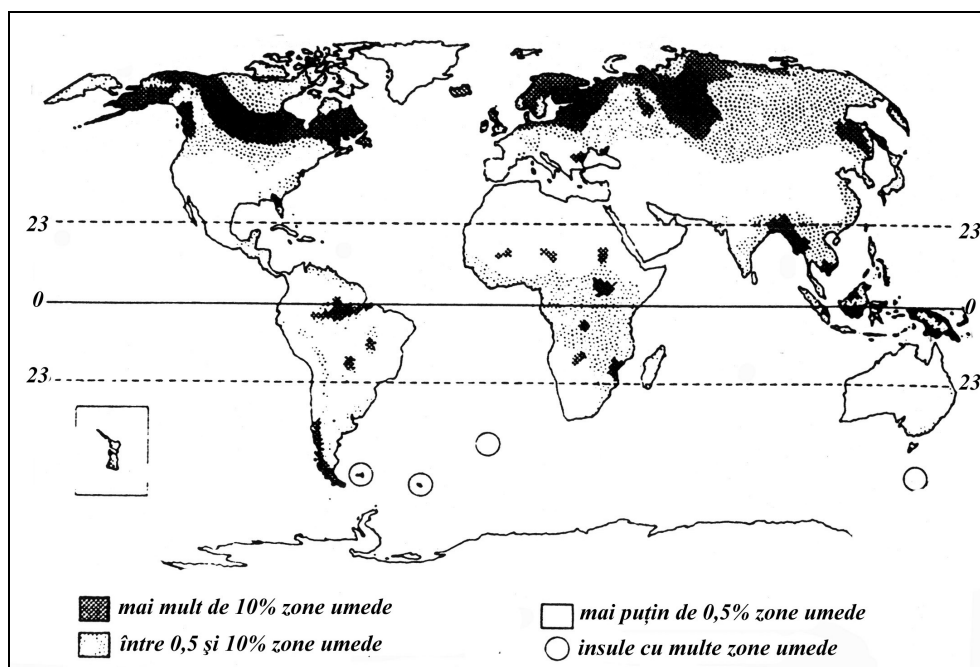 23
23
0
0
23
23
mai mult de 10% zone umede
între 0,5 şi 10% zone umede
mai puțin de 0,5% zone umede
insule cu multe zone umede